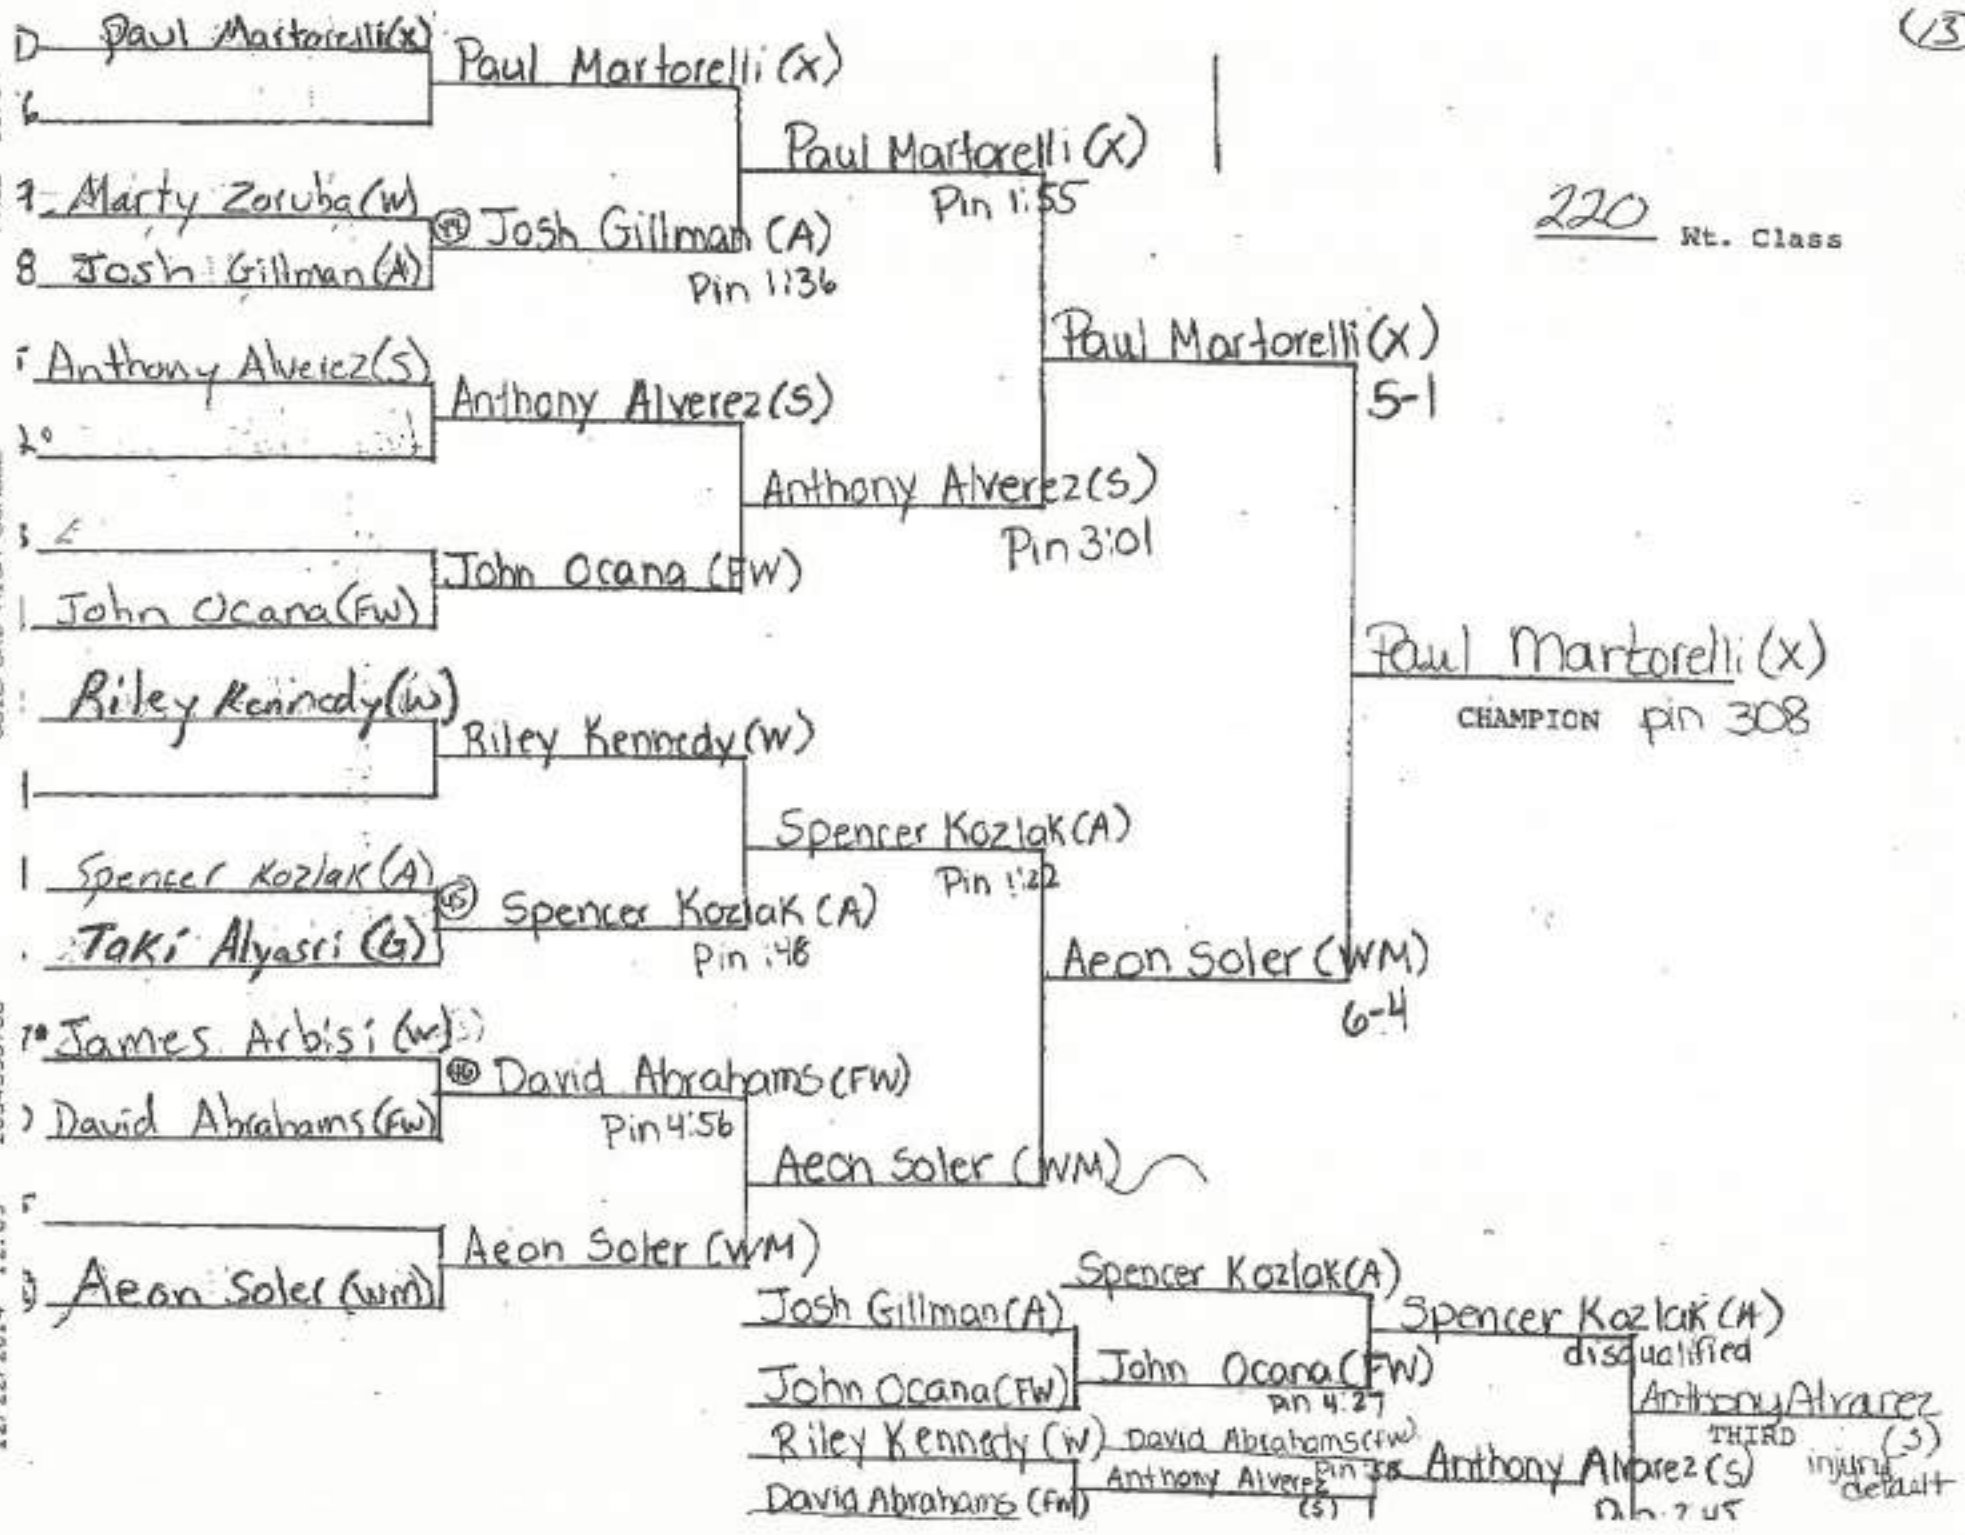 (13
D Paul Martorelli(x)
6
Paul Martorelli (x)
Paul Martorelli (X)
Pin 1:55
7 Marty Zoruba (W)
8 Josh Gillman (A)
44 Josh Gillman (A)
Pin 1:36
220 Wt. Class
Paul Martorelli (X)
5-1
Anthony Alverez (S)
Anthony Alverez (S)
Anthony Alverez (S)
Pin 3:01
John Ocana (FW)
John Ocana (FW)
Paul Martorelli (X)
CHAMPION pin 308
Riley Kennedy (W)
Riley Kennedy (W)
Spencer Kozlak (A)
Pin 1:22
Spencer Kozlak (A)
Taki Alyasri (G)
45 Spencer Kozlak (A)
Pin :48
Aeon Soler (WM)
6-4
James Arbisi (W)
David Abrahams (FW)
46 David Abrahams (FW)
Pin 4:56
Aeon Soler (WM)
Aeon Soler (WM)
Aeon Soler (WM)
Spencer Kozlak (A)
Josh Gillman (A)
John Ocana (FW)
John Ocana (FW)
Pin 4:27
Spencer Kozlak (A)
disqualified
Riley Kennedy (W)
David Abrahams (FW)
David Abrahams (FW)
Pin
Anthony Alverez
(S)
Anthony Alvarez (S)
Anthony Alvarez
THIRD (S)
injury
default